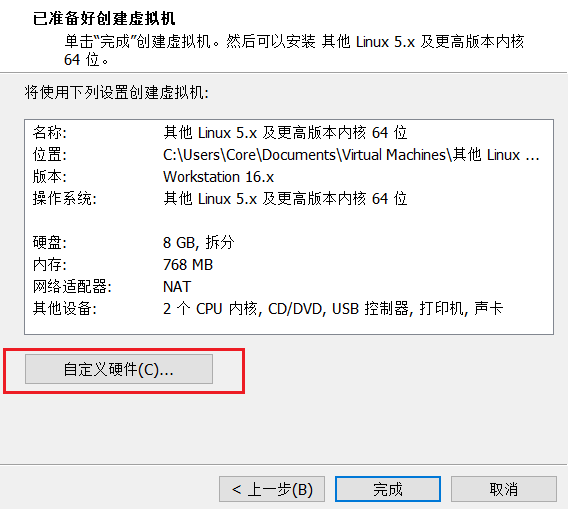 已准备好创建虚拟机
单击“完成”创建虚拟机。然后可以安装 其他 Linux 5.x 及更高版本内核
64 位。
将使用下列设置创建虚拟机:
名称: 其他 Linux 5.x 及更高版本内核 64 位
位置: C:\Users\Core\Documents\Virtual Machines\其他 Linux ...
版本: Workstation 16.x
操作系统: 其他 Linux 5.x 及更高版本内核 64 位
硬盘: 8 GB, 拆分
内存: 768 MB
网络适配器: NAT
其他设备: 2 个 CPU 内核, CD/DVD, USB 控制器, 打印机, 声卡
自定义硬件(C)...
< 上一步(B) 完成 取消